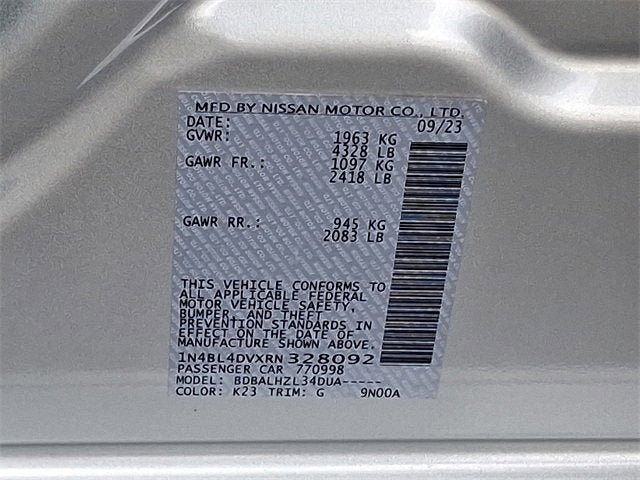 MFD BY NISSAN MOTOR CO., LTD.
DATE: 09/23
GVWR: 1963 KG
4328 LB
GAWR FR.: 1097 KG
2418 LB
GAWR RR.: 945 KG
2083 LB
THIS VEHICLE CONFORMS TO
ALL APPLICABLE FEDERAL
MOTOR VEHICLE SAFETY,
BUMPER, AND THEFT
PREVENTION STANDARDS
IN EFFECT ON THE DATE OF
MANUFACTURE SHOWN ABOVE.
1N4BL4DVXRN328092
PASSENGER CAR 770998
MODEL: BDBALHZL34DUA-----
COLOR: K23 TRIM: G 9N00A